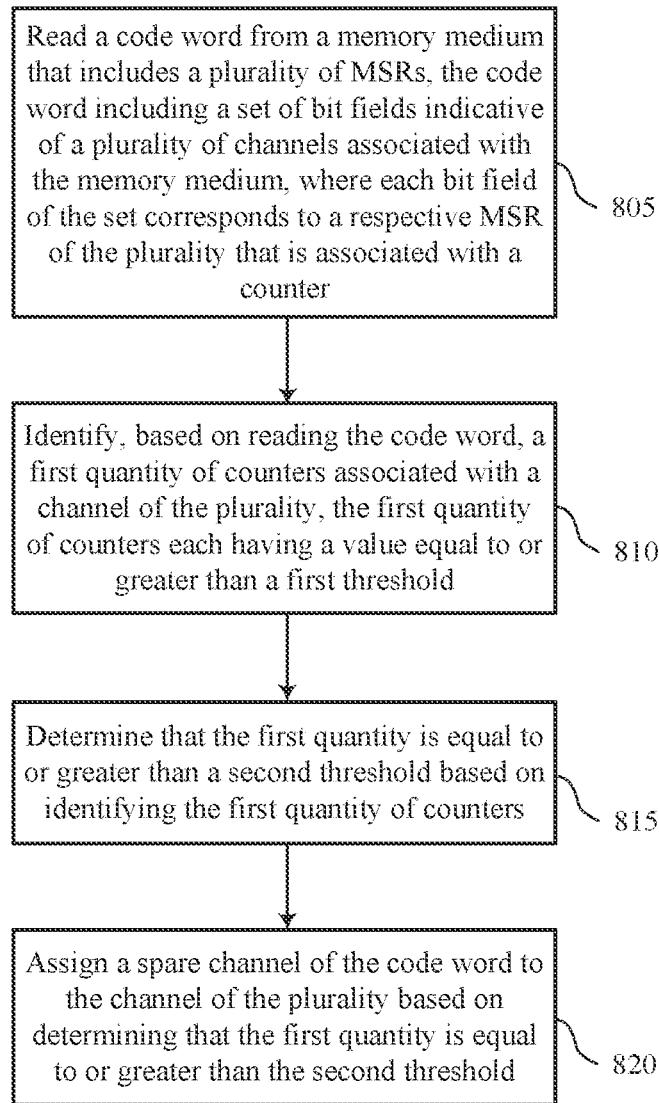 Read a code word from a memory medium
that includes a plurality of MSRs, the code
word including a set of bit fields indicative
of a plurality of channels associated with
the memory medium, where each bit field
of the set corresponds to a respective MSR
of the plurality that is associated with a
counter
805
Identify, based on reading the code word, a
first quantity of counters associated with a
channel of the plurality, the first quantity
of counters each having a value equal to or
greater than a first threshold
810
Determine that the first quantity is equal to
or greater than a second threshold based on
identifying the first quantity of counters
815
Assign a spare channel of the code word to
the channel of the plurality based on
determining that the first quantity is equal
to or greater than the second threshold
820